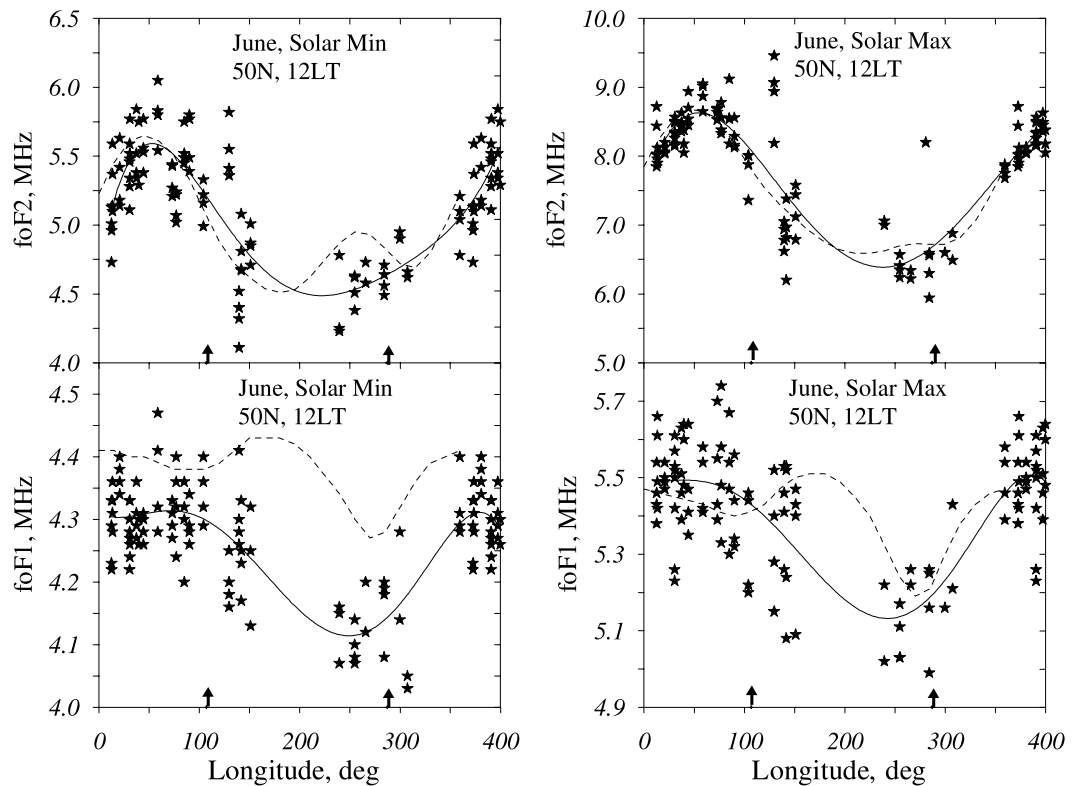 6.5
6.0
5.5
5.0
4.5
4.0
foF2, MHz
June, Solar Min
50N, 12LT
10.0
9.0
8.0
7.0
6.0
5.0
foF2, MHz
June, Solar Max
50N, 12LT
4.5
4.4
4.3
4.2
4.1
4.0
foF1, MHz
June, Solar Min
50N, 12LT
0
100
200
300
400
Longitude, deg
5.7
5.5
5.3
5.1
4.9
foF1, MHz
June, Solar Max
50N, 12LT
0
100
200
300
400
Longitude, deg